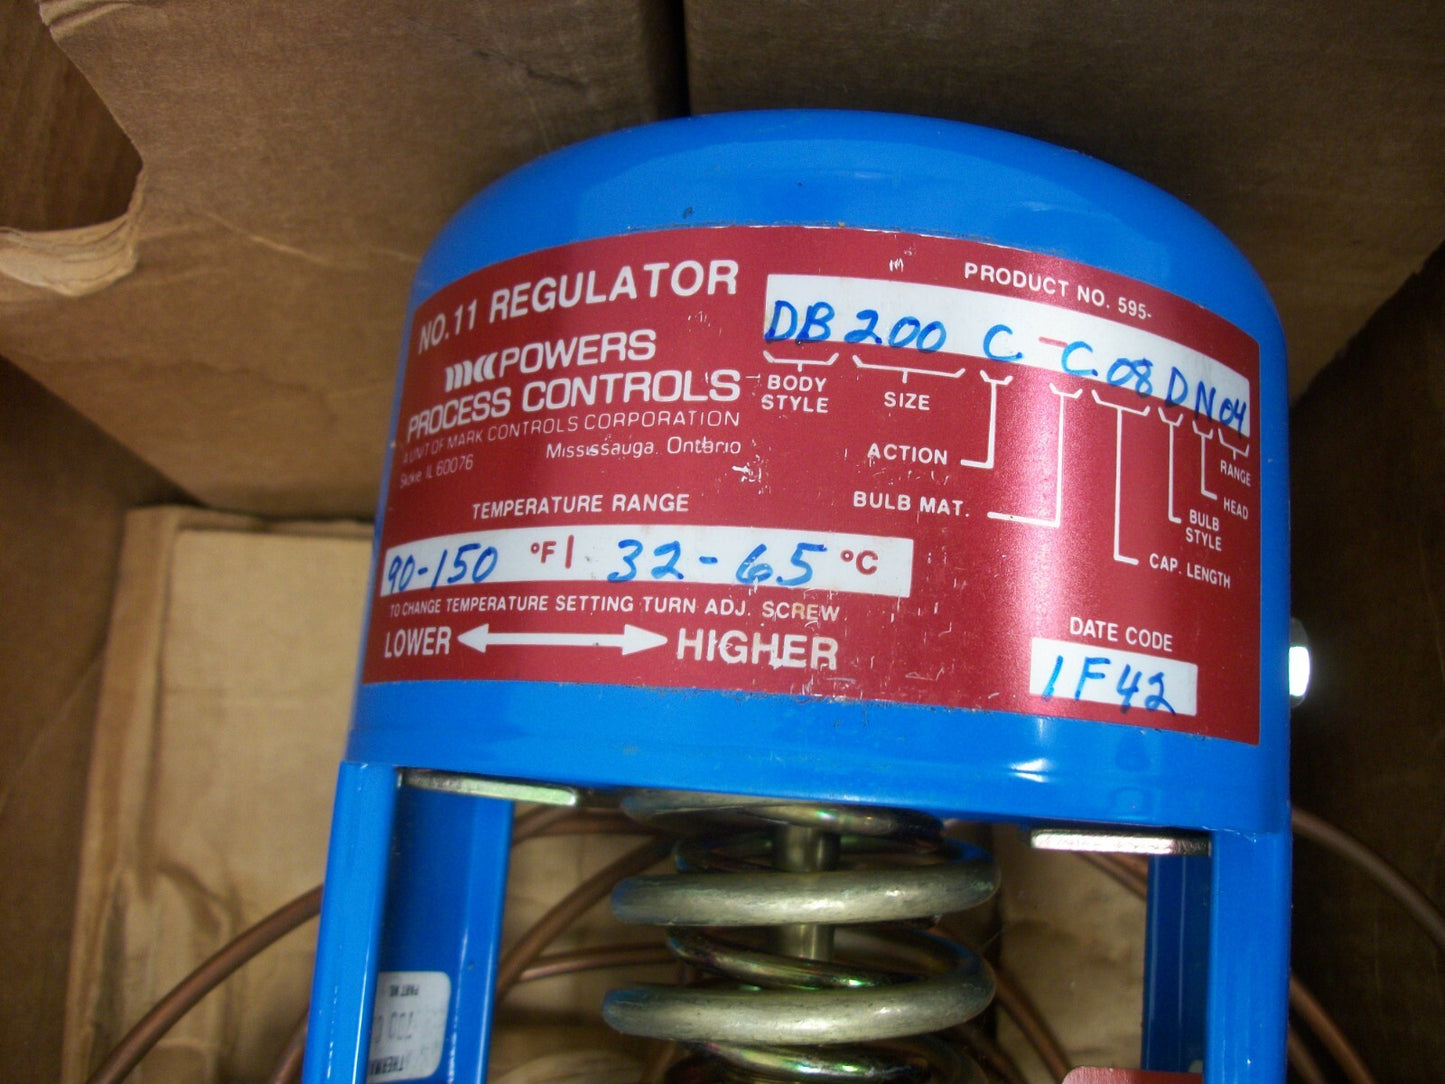 NO. 11 REGULATOR
POWERS
PROCESS CONTROLS
A UNIT OF MARK CONTROLS CORPORATION
Skokie IL 60076 Mississauga, Ontario
PRODUCT NO. 595-
DB 200 C - C 08 D N 04
BODY STYLE
SIZE
ACTION
BULB MAT.
CAP. LENGTH
BULB STYLE
HEAD
RANGE
TEMPERATURE RANGE
90-150 °F | 32-65 °C
TO CHANGE TEMPERATURE SETTING TURN ADJ. SCREW
LOWER HIGHER
DATE CODE
1F42
PART NO.